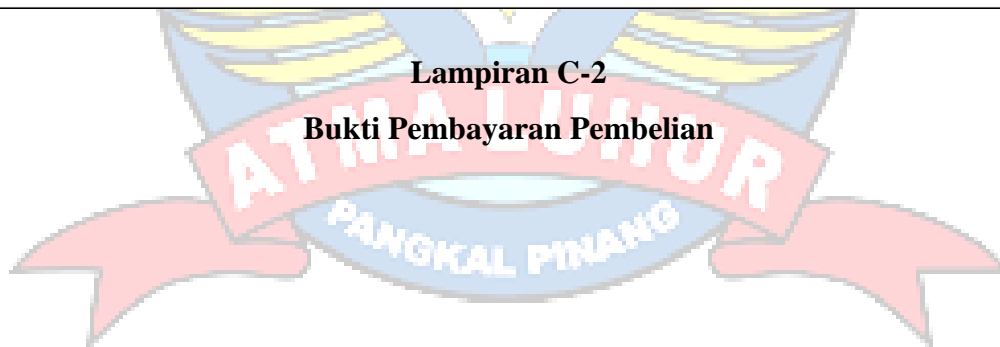 Lampiran C-2
Bukti Pembayaran Pembelian
ATMA LUHUR
PANGKAL PINANG